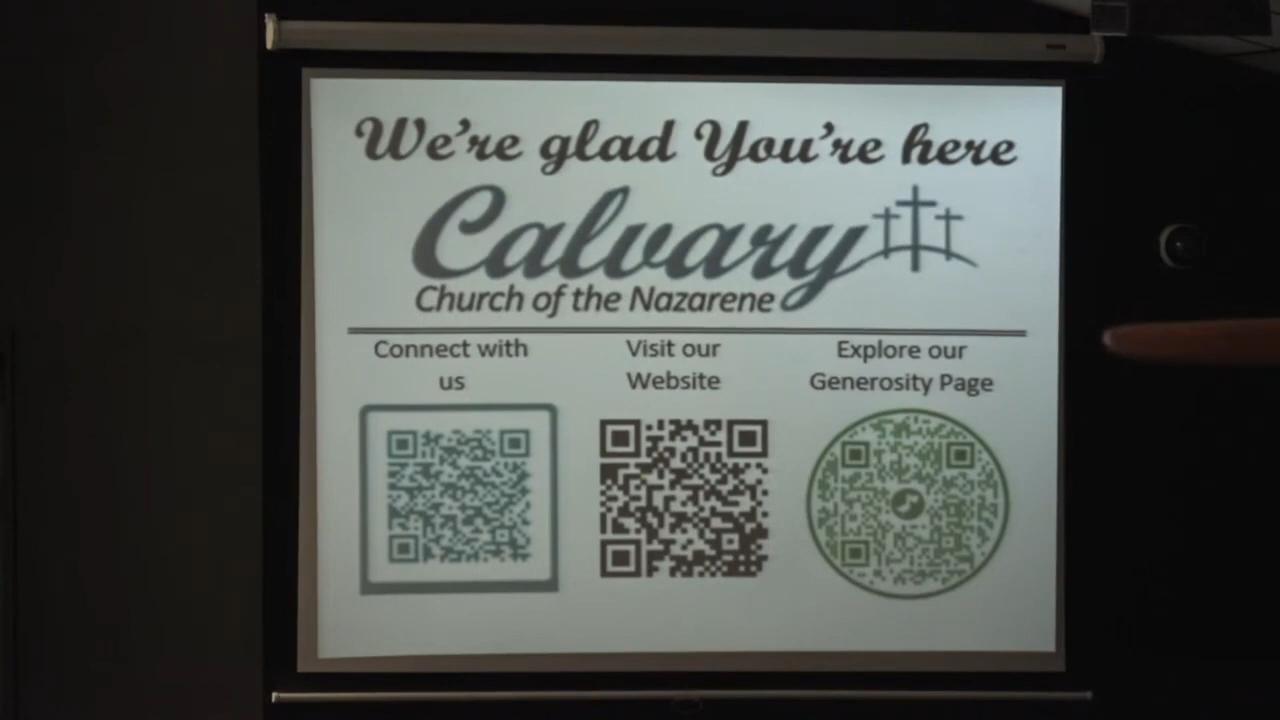 We're glad You're here
Calvary
Church of the Nazarene
Connect with
us
Visit our
Website
Explore our
Generosity Page